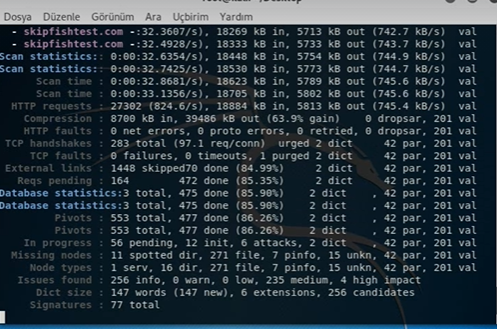 Dosya Düzenle Görünüm Ara Uçbirim Yardım
- skipfishtest.com -:32.3607/s), 18269 kB in, 5713 kB out (742.7 kB/s) val
- skipfishtest.com -:32.4928/s), 18333 kB in, 5733 kB out (743.7 kB/s) val
Scan statistics:: 0:00:32.6354/s), 18448 kB in, 5754 kB out (744.9 kB/s) val
Scan statistics:: 0:00:32.7425/s), 18530 kB in, 5773 kB out (744.7 kB/s) val
Scan time : 0:00:32.8681/s), 18623 kB in, 5789 kB out (745.6 kB/s) val
Scan time : 0:00:33.1356/s), 18705 kB in, 5802 kB out (745.6 kB/s) val
HTTP requests : 27302 (824.6/s), 18884 kB in, 5813 kB out (745.4 kB/s) val
Compression : 8700 kB in, 39486 kB out (63.9% gain) 0 dropsar, 201 val
HTTP faults : 0 net errors, 0 proto errors, 0 retried, 0 dropsar, 201 val
TCP handshakes : 283 total (97.1 req/conn) urged 2 dict 42 par, 201 val
TCP faults : 0 failures, 0 timeouts, 1 purged 2 dict 42 par, 201 val
External links : 1448 skipped70 done (84.99%) 2 dict 42 par, 201 val
Reqs pending : 164 472 done (85.35%) 2 dict 42 par, 201 val
Database statistics:3 total, 475 done (85.90%) 2 dict , 42 par, 201 val
Database statistics:3 total, 475 done (85.90%) 2 dict , 42 par, 201 val
Pivots : 553 total, 477 done (86.26%) 2 dict , 42 par, 201 val
Pivots : 553 total, 477 done (86.26%) 2 dict , 42 par, 201 val
In progress : 56 pending, 12 init, 6 attacks, 2 dict , 42 par, 201 val
Missing nodes : 11 spotted dir, 271 file, 7 pinfo, 15 unkn, 42 par, 201 val
Node types : 1 serv, 16 dir, 271 file, 7 pinfo, 15 unkn, 42 par, 201 val
Issues found : 256 info, 0 warn, 0 low, 235 medium, 4 high impact
Dict size : 147 words (147 new), 6 extensions, 256 candidates
Signatures : 77 total